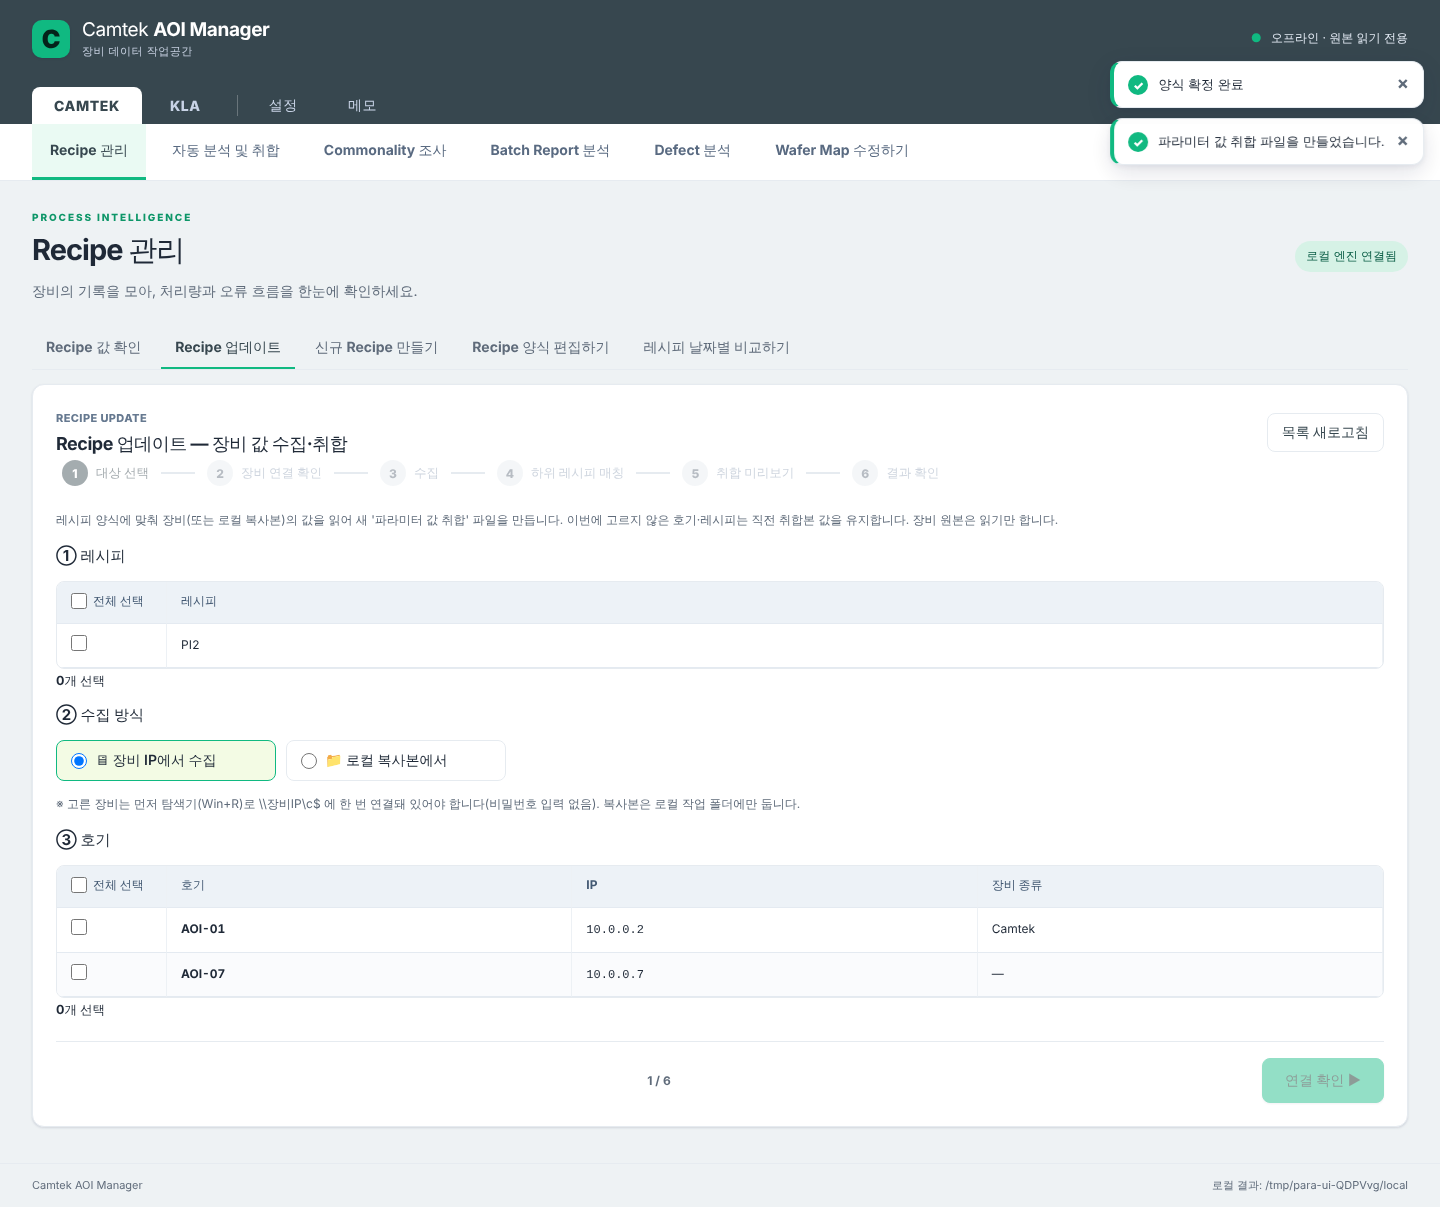 C
Camtek AOI Manager
장비 데이터 작업공간
오프라인 · 원본 읽기 전용
양식 확정 완료 ×
파라미터 값 취합 파일을 만들었습니다. ×
CAMTEK KLA 설정 메모
Recipe 관리 자동 분석 및 취합 Commonality 조사 Batch Report 분석 Defect 분석 Wafer Map 수정하기
PROCESS INTELLIGENCE
Recipe 관리
로컬 엔진 연결됨
장비의 기록을 모아, 처리량과 오류 흐름을 한눈에 확인하세요.
Recipe 값 확인 Recipe 업데이트 신규 Recipe 만들기 Recipe 양식 편집하기 레시피 날짜별 비교하기
RECIPE UPDATE
Recipe 업데이트 — 장비 값 수집·취합
목록 새로고침
1 대상 선택 2 장비 연결 확인 3 수집 4 하위 레시피 매칭 5 취합 미리보기 6 결과 확인
레시피 양식에 맞춰 장비(또는 로컬 복사본)의 값을 읽어 새 '파라미터 값 취합' 파일을 만듭니다. 이번에 고르지 않은 호기·레시피는 직전 취합본 값을 유지합니다. 장비 원본은 읽기만 합니다.
① 레시피
전체 선택 레시피
PI2
0개 선택
② 수집 방식
🖥 장비 IP에서 수집 📁 로컬 복사본에서
※ 고른 장비는 먼저 탐색기(Win+R)로 \\장비IP\c$ 에 한 번 연결돼 있어야 합니다(비밀번호 입력 없음). 복사본은 로컬 작업 폴더에만 둡니다.
③ 호기
전체 선택 호기 IP 장비 종류
AOI-01 10.0.0.2 Camtek
AOI-07 10.0.0.7 —
0개 선택
1 / 6
연결 확인 ▶
Camtek AOI Manager
로컬 결과: /tmp/para-ui-QDPVvg/local